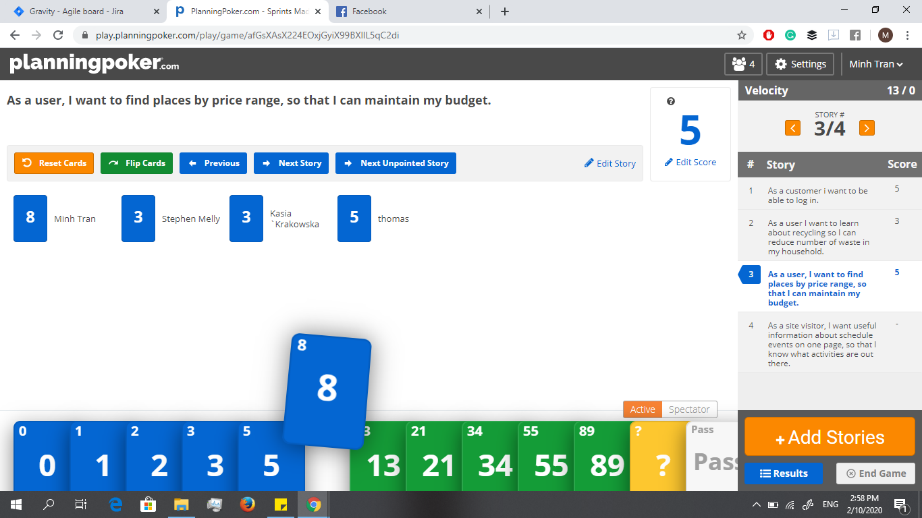 Gravity - Agile board - Jira
PlanningPoker.com - Sprints Ma
Facebook
play.planningpoker.com/play/game/afGsXAsX224EOxjGyiX99BXIIL5qC2di
M
planningpoker.com
4
Settings
Minh Tran
As a user, I want to find places by price range, so that I can maintain my budget.
5
Edit Score
Reset Cards
Flip Cards
Previous
Next Story
Next Unpointed Story
Edit Story
8 Minh Tran
3 Stephen Melly
3 Kasia
`Krakowska
5 thomas
Velocity 13 / 0
STORY #
3/4
# Story Score
1 As a customer i want to be 5
able to log in.
2 As a user I want to learn 3
about recycling so I can
reduce number of waste in
my household.
3 As a user, I want to find 5
places by price range, so
that I can maintain my
budget.
4 As a site visitor, I want useful -
information about schedule
events on one page, so that I
know what activities are out
there.
8
8
Active
Spectator
0 1 2 3 5 3 21 34 55 89 ? Pass
0 1 2 3 5 13 21 34 55 89 ? Pass
+ Add Stories
Results
End Game
ENG
2:58 PM
2/10/2020
1